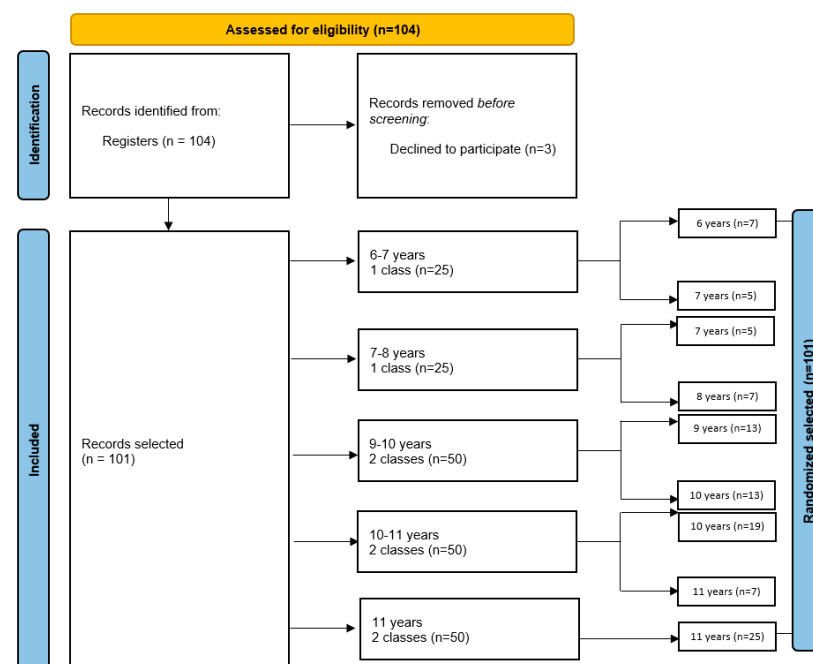 Assessed for eligibility (n=104)
Identification
Records identified from:
Registers (n = 104)
Records removed before
screening:
Declined to participate (n=3)
Included
Records selected
(n = 101)
6-7 years
1 class (n=25)
7-8 years
1 class (n=25)
9-10 years
2 classes (n=50)
10-11 years
2 classes (n=50)
11 years
2 classes (n=50)
6 years (n=7)
7 years (n=5)
7 years (n=5)
8 years (n=7)
9 years (n=13)
10 years (n=13)
10 years (n=19)
11 years (n=7)
11 years (n=25)
Randomized selected (n=101)